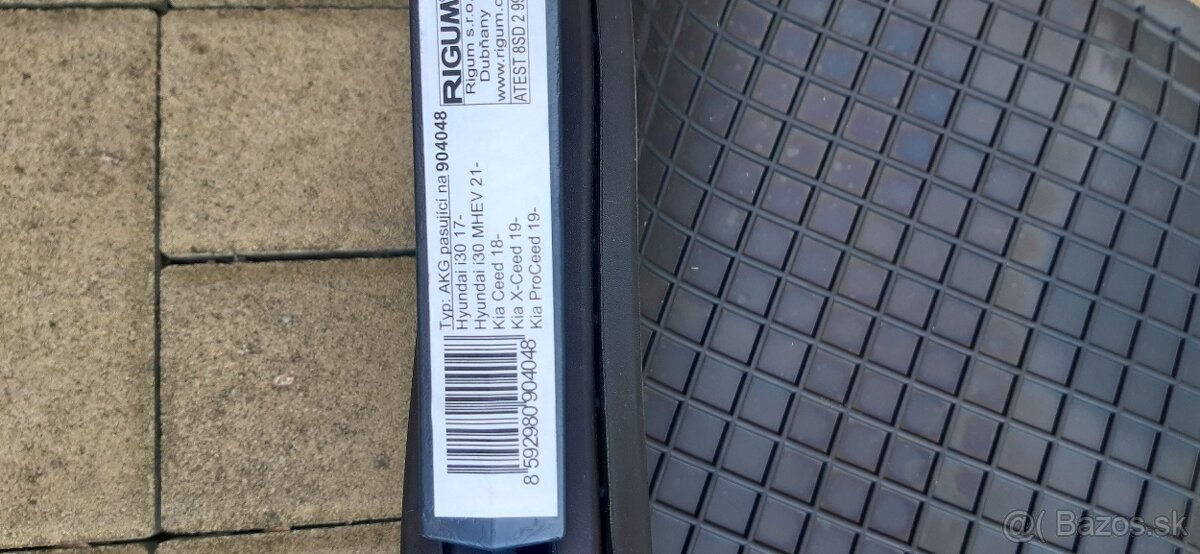 RIGUM
Rigum s.r.o.
Dubňany
www.rigum.c
ATEST 8SD 2 9
Typ: AKG pasující na 904048
Hyundai i30 17-
Hyundai i30 MHEV 21-
Kia Ceed 18-
Kia X-Ceed 19-
Kia ProCeed 19-
8 592980 904048
@( Bazos.sk